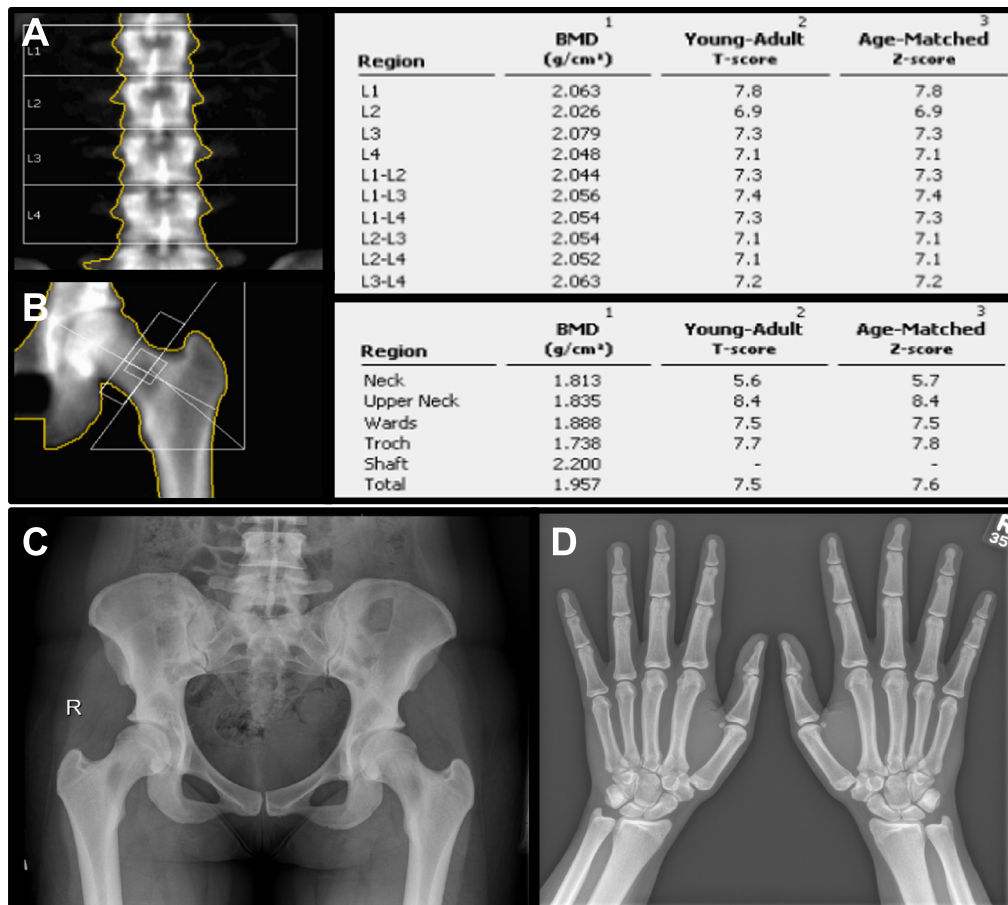 A
L1
L2
L3
L4
Region BMD (g/cm²) 1 Young-Adult T-score 2 Age-Matched Z-score 3
L1 2.063 7.8 7.8
L2 2.026 6.9 6.9
L3 2.079 7.3 7.3
L4 2.048 7.1 7.1
L1-L2 2.044 7.3 7.3
L1-L3 2.056 7.4 7.4
L1-L4 2.054 7.3 7.3
L2-L3 2.054 7.1 7.1
L2-L4 2.052 7.1 7.1
L3-L4 2.063 7.2 7.2
B
Region BMD (g/cm²) 1 Young-Adult T-score 2 Age-Matched Z-score 3
Neck 1.813 5.6 5.7
Upper Neck 1.835 8.4 8.4
Wards 1.888 7.5 7.5
Troch 1.738 7.7 7.8
Shaft 2.200 - -
Total 1.957 7.5 7.6
C
R
D
R
35